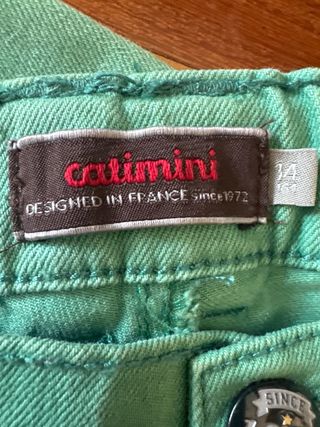 catimini
DESIGNED IN FRANCE since 1972
14
SINCE